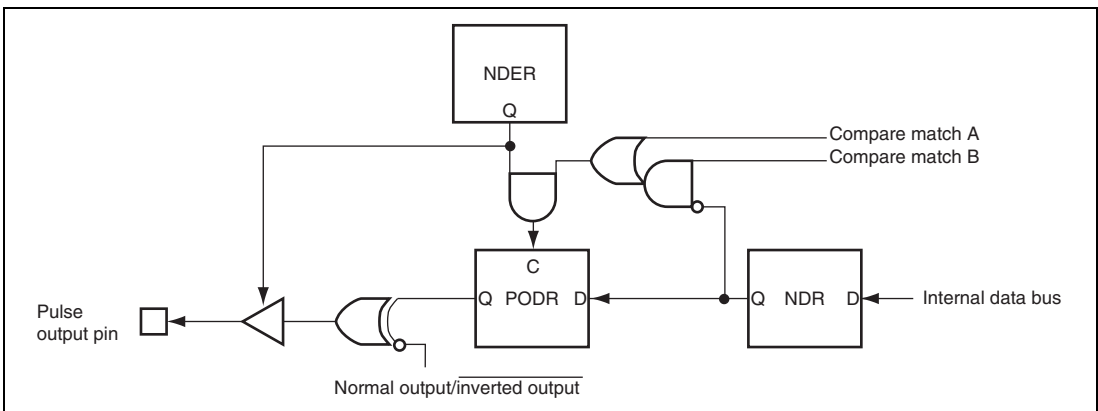 NDER
Q
Compare match A
Compare match B
C
Q PODR D
Q NDR D
Internal data bus
Pulse
output pin
Normal output/inverted output